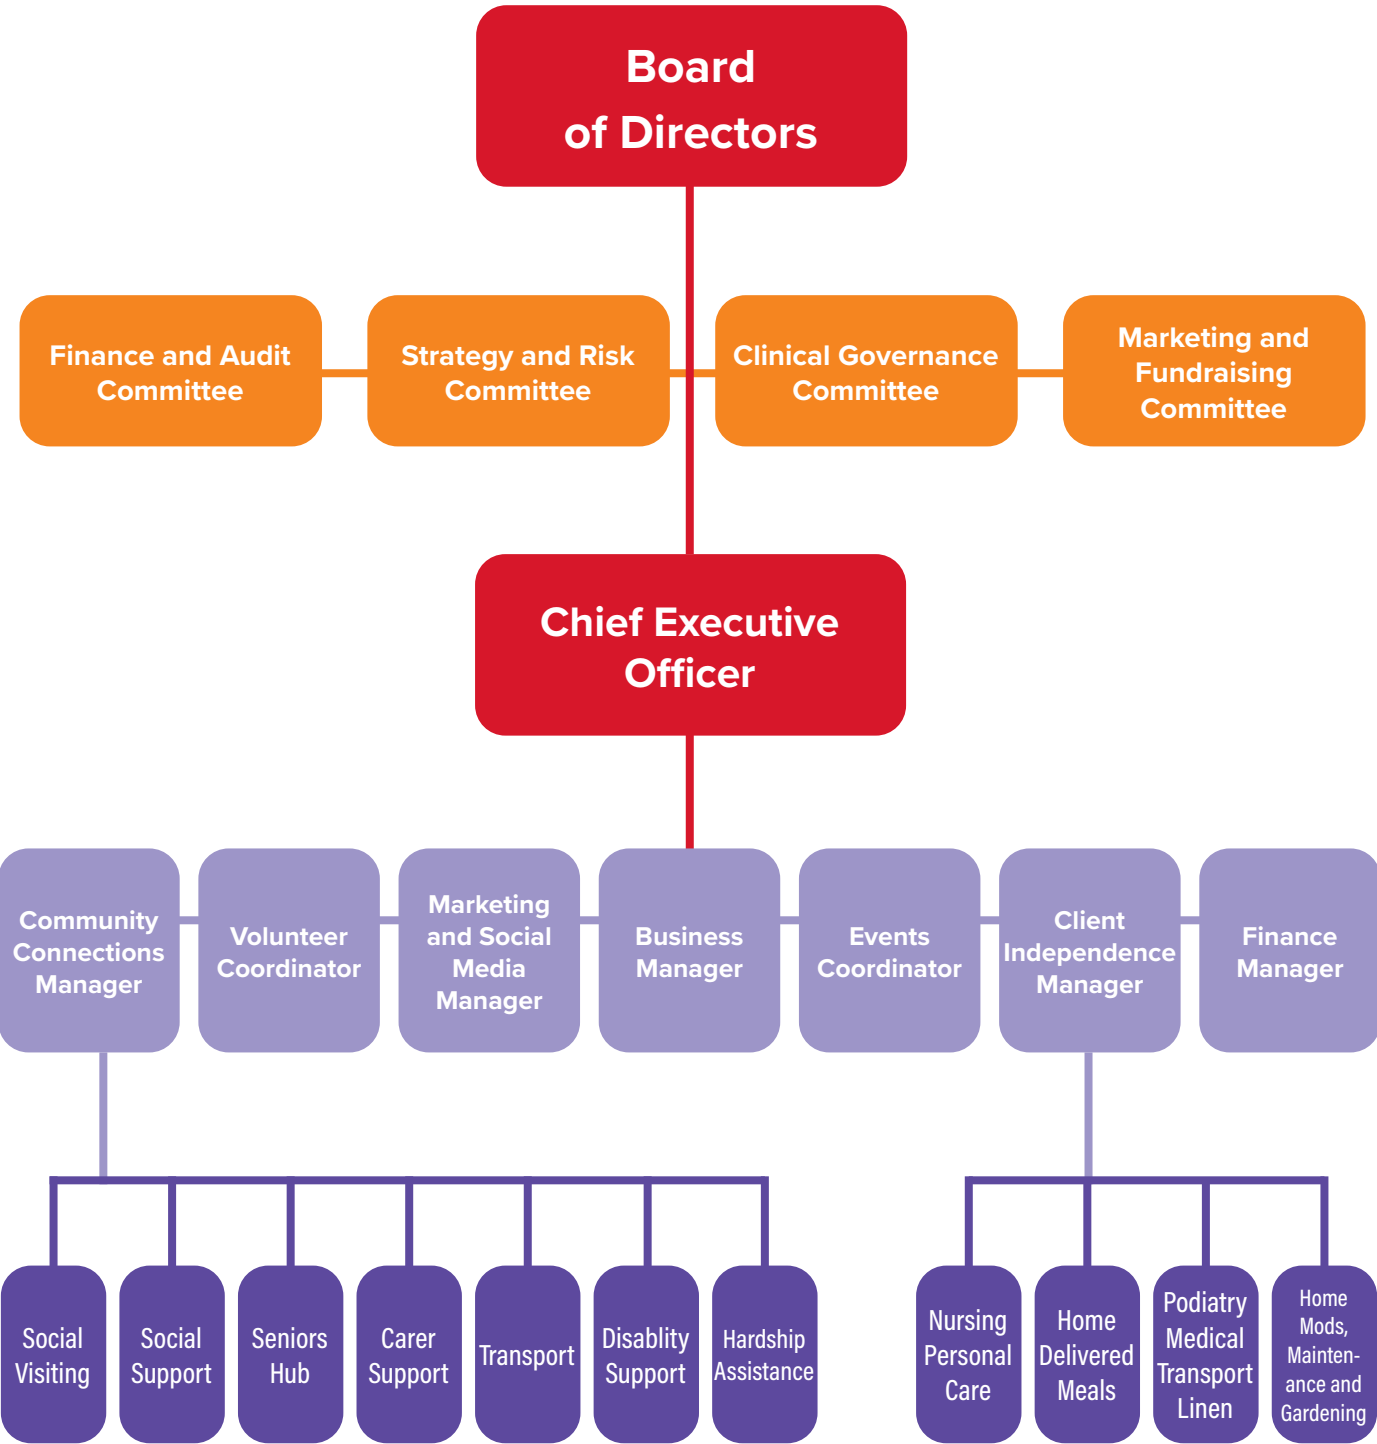 Board
of Directors
Finance and Audit
Committee
Strategy and Risk
Committee
Clinical Governance
Committee
Marketing and
Fundraising
Committee
Chief Executive
Officer
Community
Connections
Manager
Volunteer
Coordinator
Marketing
and Social
Media
Manager
Business
Manager
Events
Coordinator
Client
Independence
Manager
Finance
Manager
Social
Visiting
Social
Support
Seniors
Hub
Carer
Support
Transport
Disablity
Support
Hardship
Assistance
Nursing
Personal
Care
Home
Delivered
Meals
Podiatry
Medical
Transport
Linen
Home
Mods,
Mainten-
ance and
Gardening